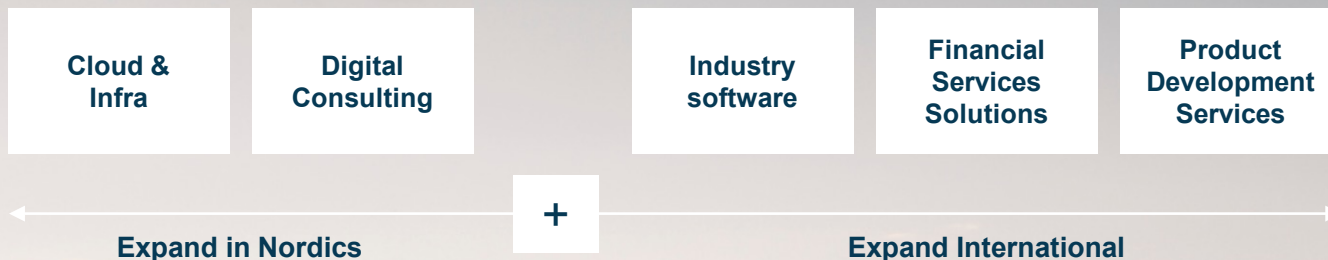 Cloud &
Infra
Digital
Consulting
Industry
software
Financial
Services
Solutions
Product
Development
Services
+
Expand in Nordics
Expand International